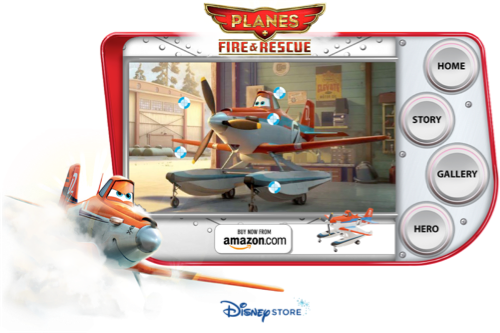 PLANES
FIRE & RESCUE
HOME
STORY
GALLERY
HERO
BUY NOW FROM
amazon.com
Disney STORE